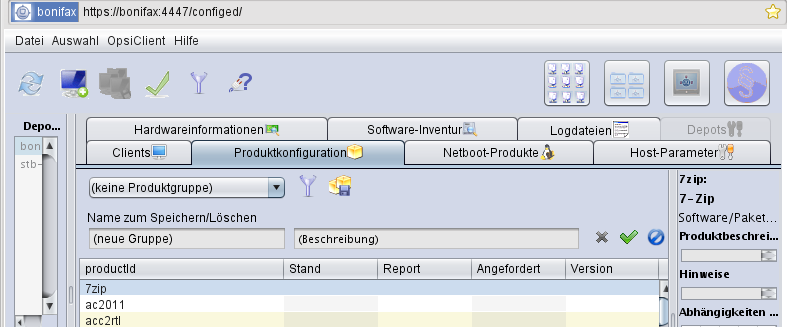 bonifax https://bonifax:4447/configed/
Datei Auswahl OpsiClient Hilfe
Depo...
bon
stb-
Hardwareinformationen Software-Inventur Logdateien Depots
Clients Produktkonfiguration Netboot-Produkte Host-Parameter
(keine Produktgruppe)
Name zum Speichern/Löschen
(neue Gruppe) (Beschreibung)
productId Stand Report Angefordert Version
7zip
ac2011
acc2rtl
7zip:
7-Zip
Software/Paket...
Produktbeschrei...
Hinweise
Abhängigkeiten ...